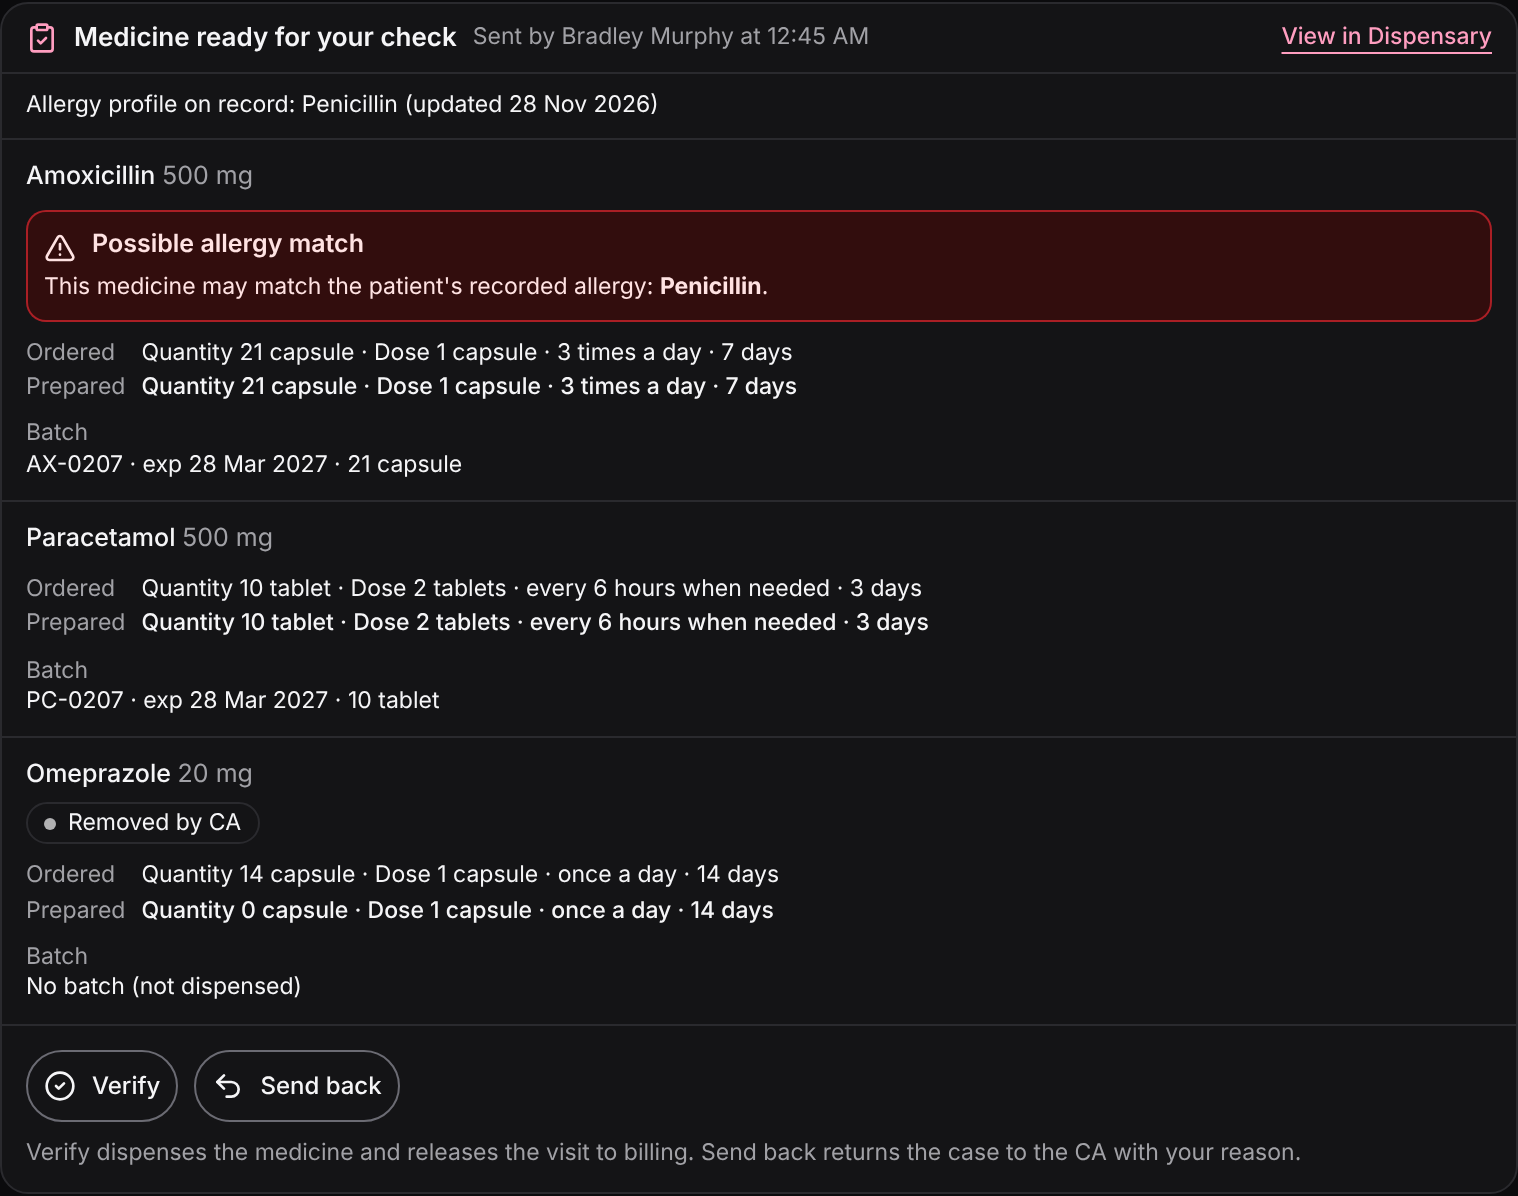 Medicine ready for your check Sent by Bradley Murphy at 12:45 AM View in Dispensary
Allergy profile on record: Penicillin (updated 28 Nov 2026)
Amoxicillin 500 mg
Possible allergy match
This medicine may match the patient's recorded allergy: Penicillin.
Ordered Quantity 21 capsule · Dose 1 capsule · 3 times a day · 7 days
Prepared Quantity 21 capsule · Dose 1 capsule · 3 times a day · 7 days
Batch
AX-0207 · exp 28 Mar 2027 · 21 capsule
Paracetamol 500 mg
Ordered Quantity 10 tablet · Dose 2 tablets · every 6 hours when needed · 3 days
Prepared Quantity 10 tablet · Dose 2 tablets · every 6 hours when needed · 3 days
Batch
PC-0207 · exp 28 Mar 2027 · 10 tablet
Omeprazole 20 mg
Removed by CA
Ordered Quantity 14 capsule · Dose 1 capsule · once a day · 14 days
Prepared Quantity 0 capsule · Dose 1 capsule · once a day · 14 days
Batch
No batch (not dispensed)
Verify Send back
Verify dispenses the medicine and releases the visit to billing. Send back returns the case to the CA with your reason.